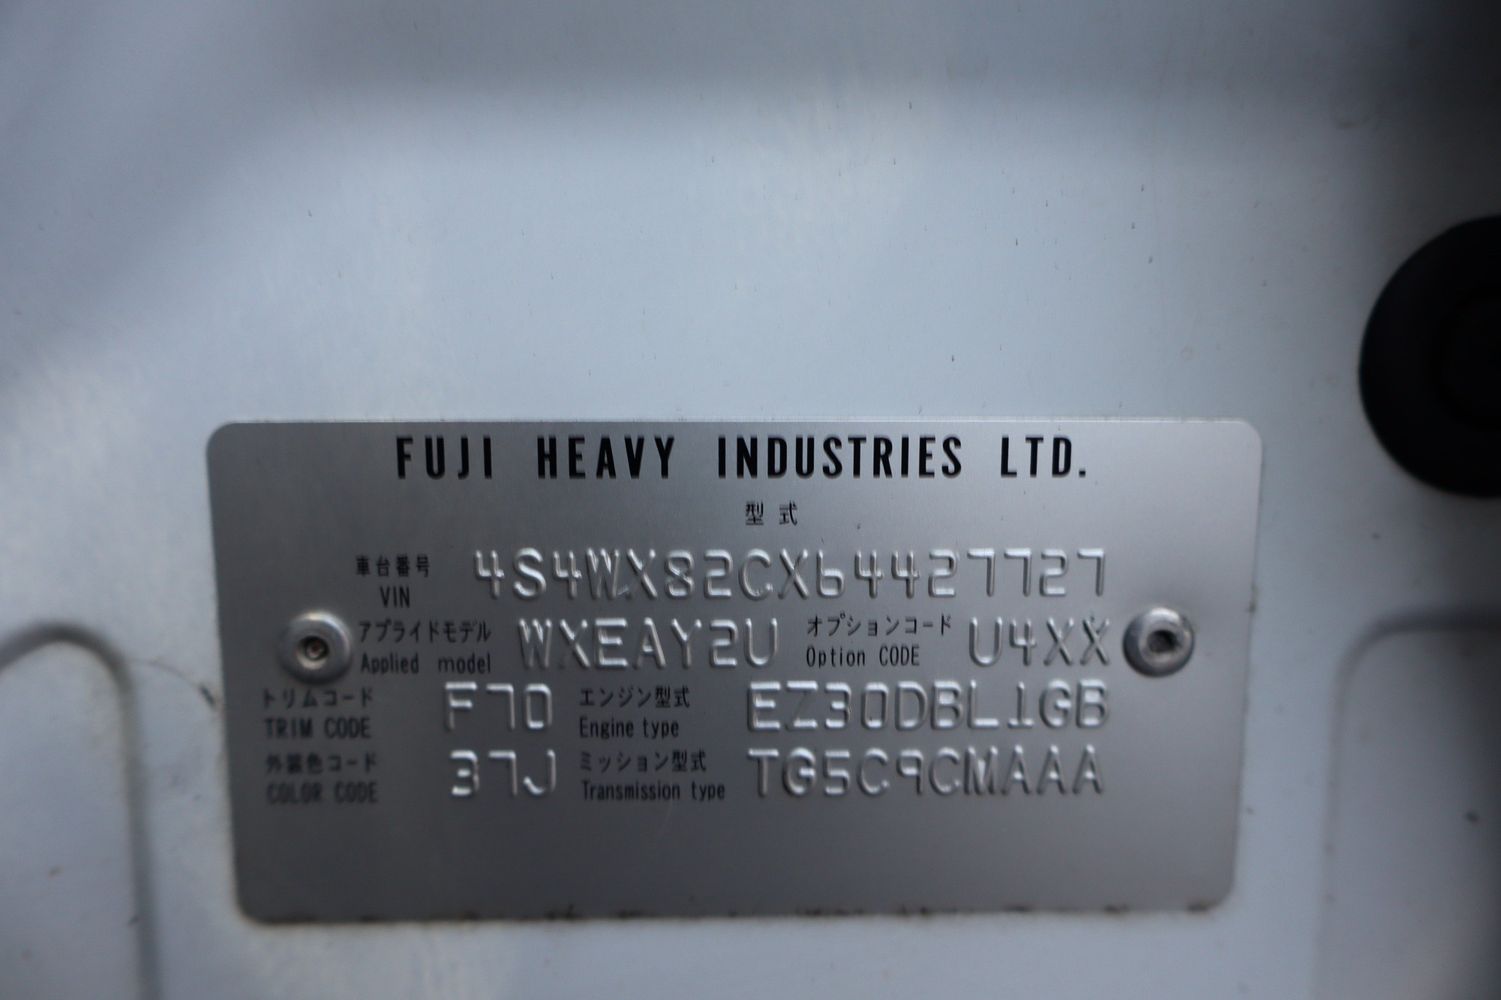 FUJI HEAVY INDUSTRIES LTD.
型式
車台番号 4S4WX82CX64427727
VIN
アプライドモデル WXEAY2U オプションコード U4XX
Applied model Option CODE
トリムコード F70 エンジン型式 EZ30DBL1GB
TRIM CODE Engine type
外装色コード 37J ミッション型式 TG5C9CMAAA
COLOR CODE Transmission type